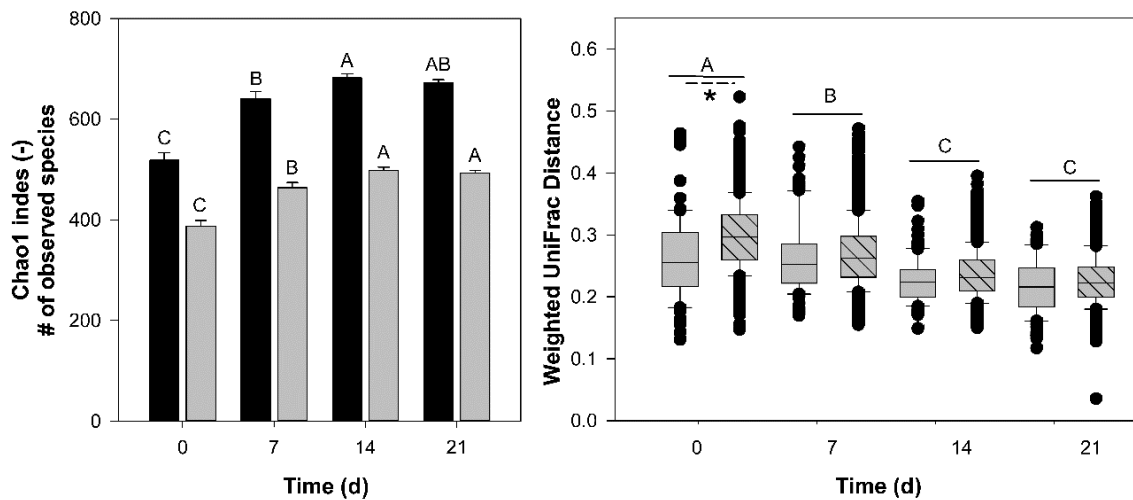 Chao1 indes (-)
# of observed species
800
600
400
200
0
C
C
B
B
A
A
AB
A
0 7 14 21
Time (d)
Weighted UniFrac Distance
0.6
0.5
0.4
0.3
0.2
0.1
0.0
A
*
B
C
C
0 7 14 21
Time (d)